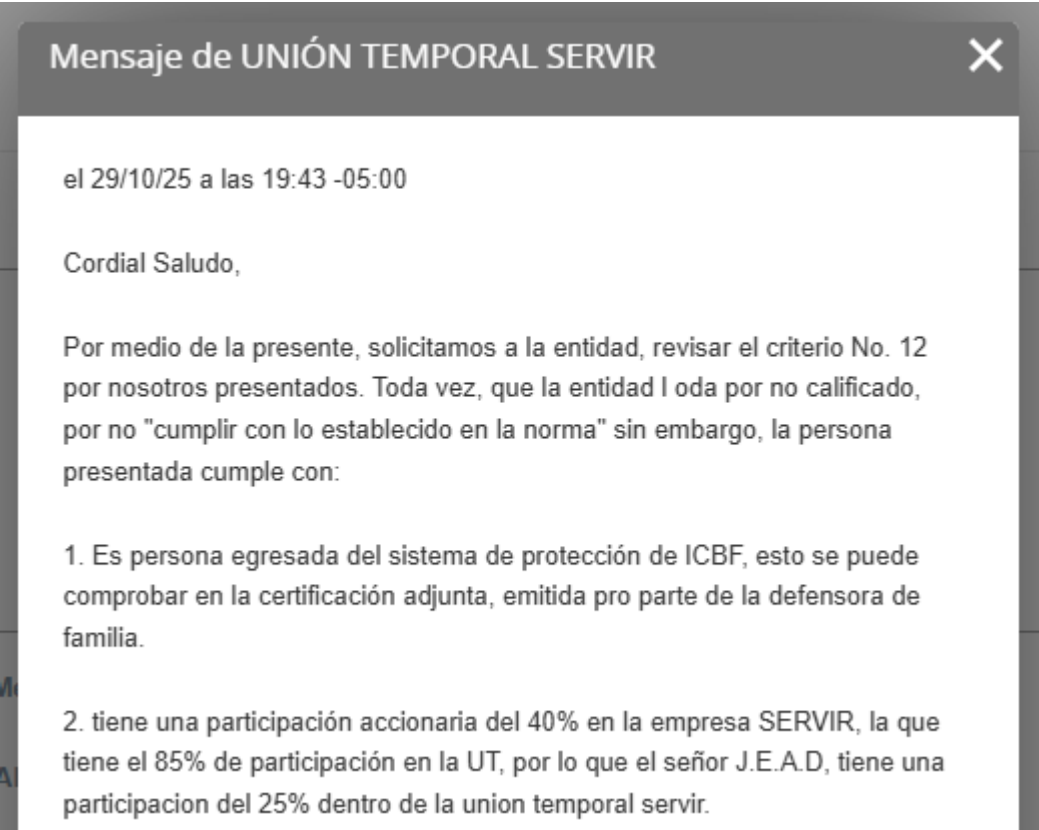 Mensaje de UNIÓN TEMPORAL SERVIR
el 29/10/25 a las 19:43 -05:00
Cordial Saludo,
Por medio de la presente, solicitamos a la entidad, revisar el criterio No. 12
por nosotros presentados. Toda vez, que la entidad l oda por no calificado,
por no "cumplir con lo establecido en la norma" sin embargo, la persona
presentada cumple con:
1. Es persona egresada del sistema de protección de ICBF, esto se puede
comprobar en la certificación adjunta, emitida pro parte de la defensora de
familia.
2. tiene una participación accionaria del 40% en la empresa SERVIR, la que
tiene el 85% de participación en la UT, por lo que el señor J.E.A.D, tiene una
participacion del 25% dentro de la union temporal servir.